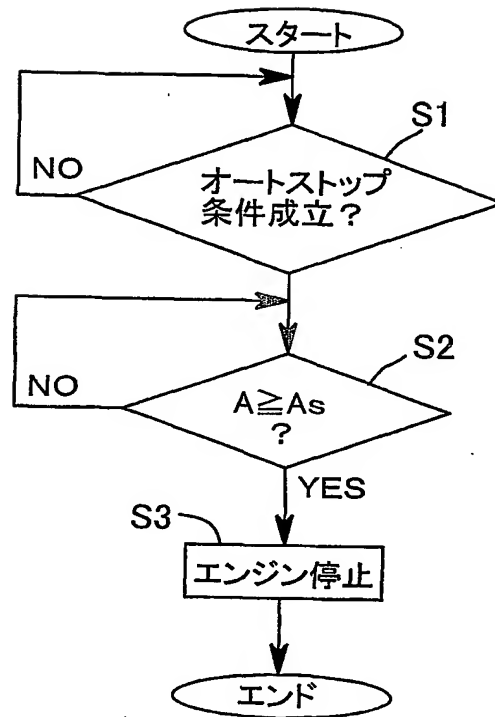 スタート
S1
NO
オートストップ
条件成立?
S2
NO
A≧As
?
YES
S3
エンジン停止
エンド